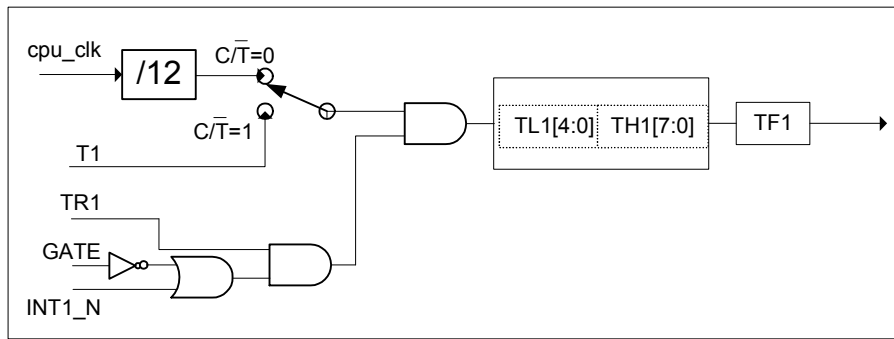 cpu_clk
/12
C/T̅=0
C/T̅=1
T1
TR1
GATE
INT1_N
TL1[4:0] TH1[7:0]
TF1